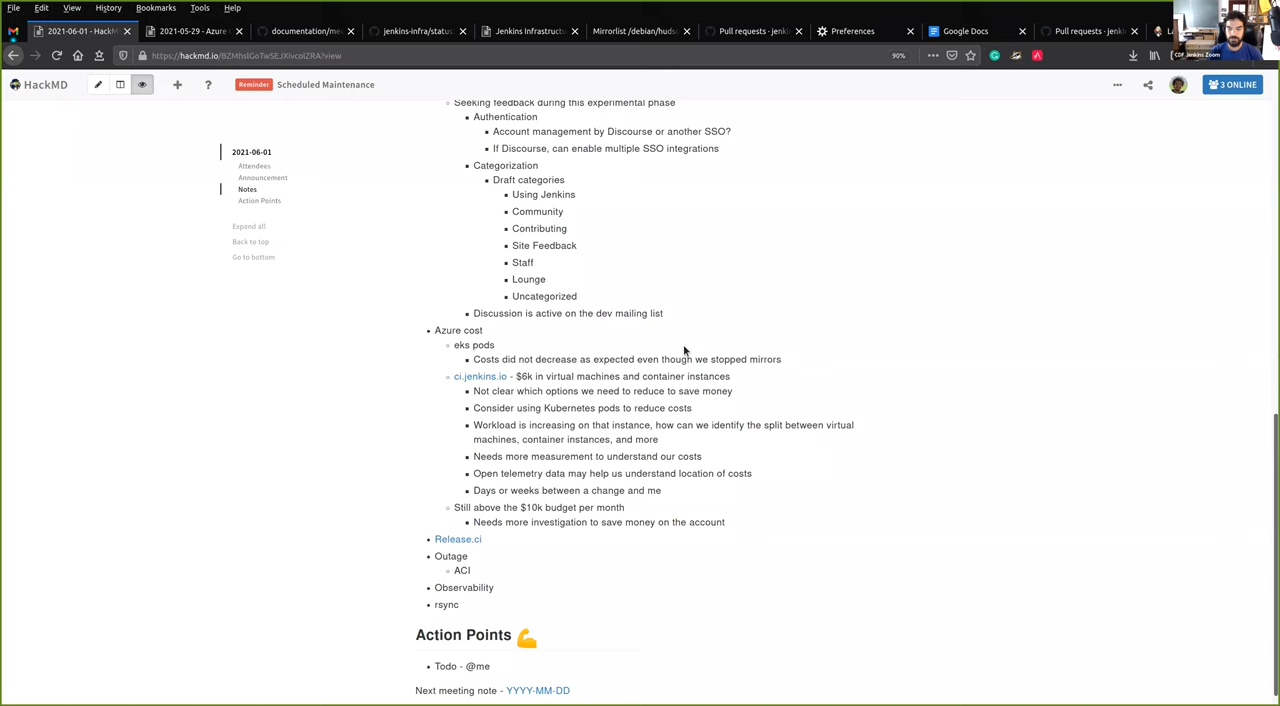 File Edit View History Bookmarks Tools Help
2021-06-01 - HackM
2021-05-29 - Azure
documentation/me
jenkins-infra/statu
Jenkins Infrastruct
Mirrorlist /debian/hud
Pull requests · jenki
Preferences
Google Docs
Pull requests · jenki
https://hackmd.io/BZMhsIGoTwSEJXivcolZRA?view
90%
CDF Jenkins Zoom
HackMD
Reminder Scheduled Maintenance
3 ONLINE
2021-06-01
Attendees
Announcement
Notes
Action Points
Expand all
Back to top
Go to bottom
Seeking feedback during this experimental phase
Authentication
Account management by Discourse or another SSO?
If Discourse, can enable multiple SSO integrations
Categorization
Draft categories
Using Jenkins
Community
Contributing
Site Feedback
Staff
Lounge
Uncategorized
Discussion is active on the dev mailing list
Azure cost
eks pods
Costs did not decrease as expected even though we stopped mirrors
ci.jenkins.io - $6k in virtual machines and container instances
Not clear which options we need to reduce to save money
Consider using Kubernetes pods to reduce costs
Workload is increasing on that instance, how can we identify the split between virtual
machines, container instances, and more
Needs more measurement to understand our costs
Open telemetry data may help us understand location of costs
Days or weeks between a change and me
Still above the $10k budget per month
Needs more investigation to save money on the account
Release.ci
Outage
ACI
Observability
rsync
Action Points 💪
Todo - @me
Next meeting note - YYYY-MM-DD